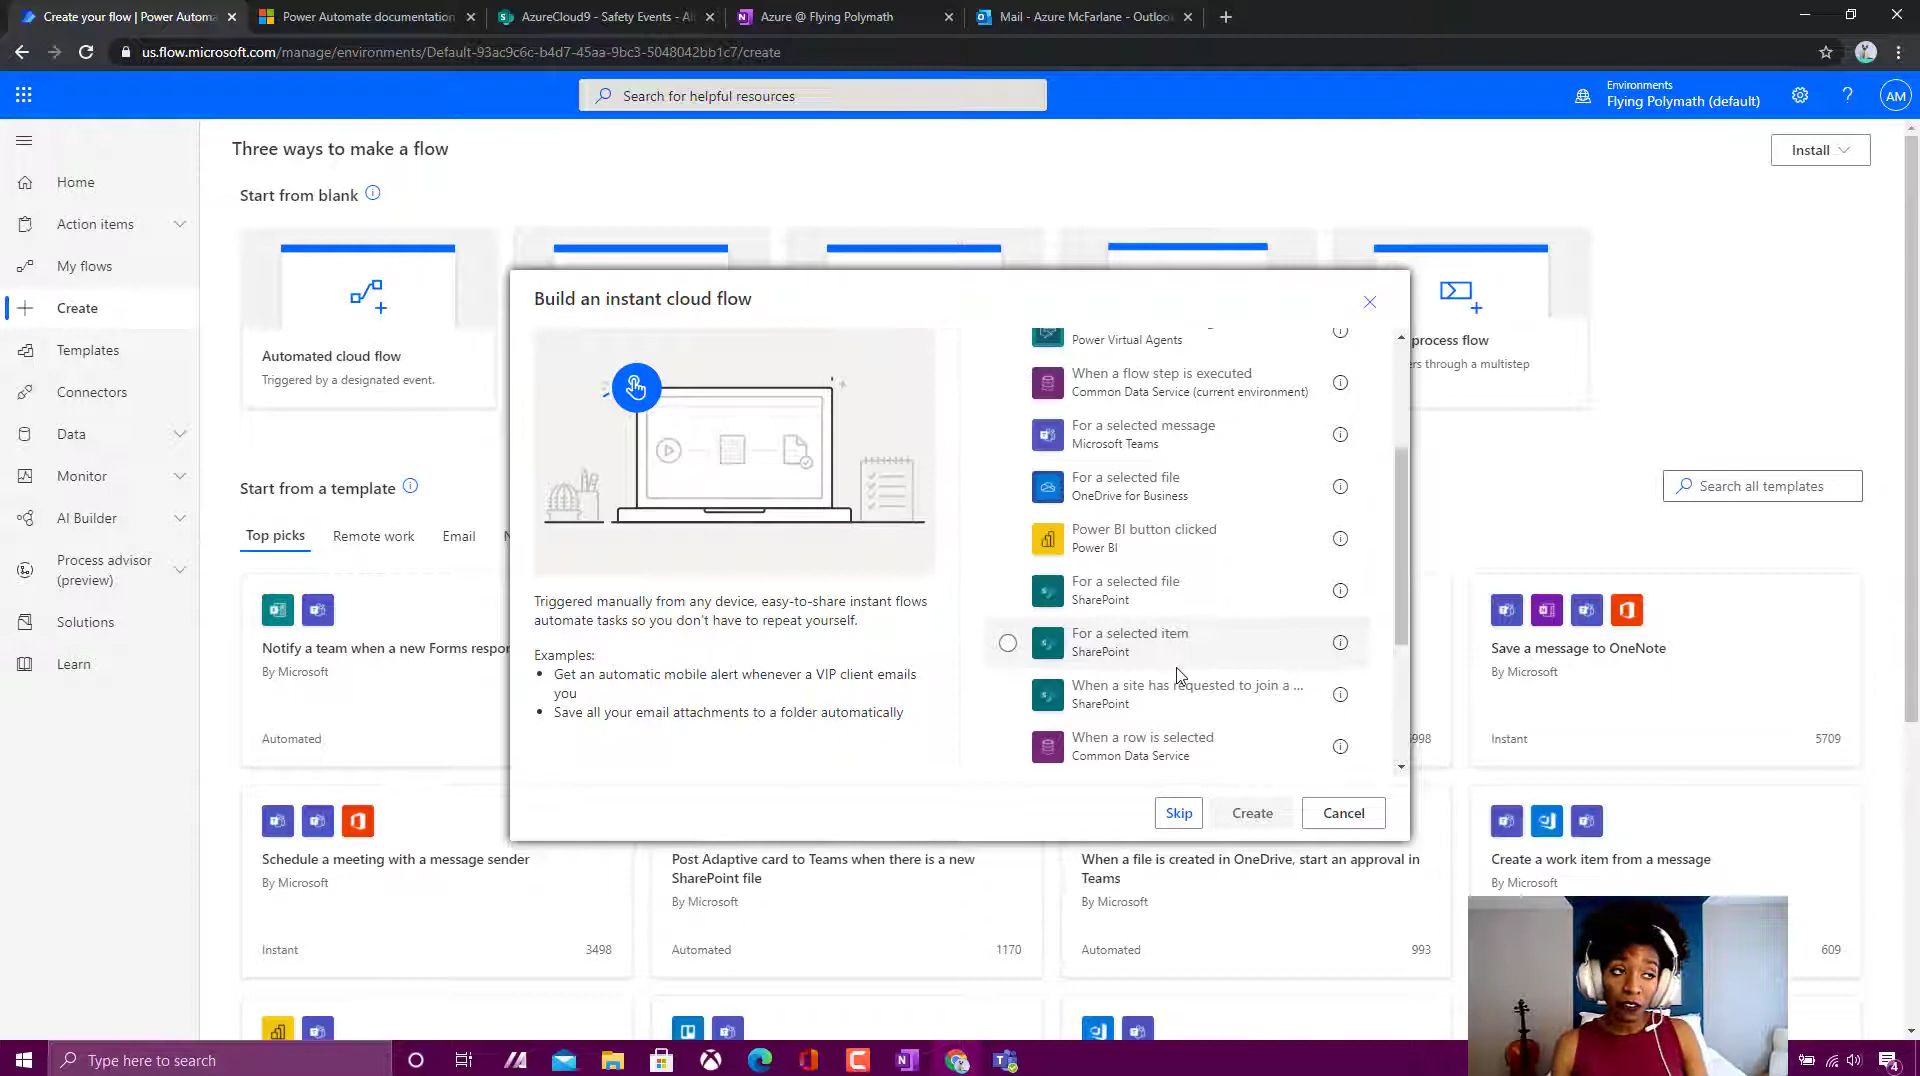 Create your flow | Power Automa
Power Automate documentation
AzureCloud9 - Safety Events - Al
Azure @ Flying Polymath
Mail - Azure McFarlane - Outloo
us.flow.microsoft.com/manage/environments/Default-93ac9c6c-b4d7-45aa-9bc3-5048042bb1c7/create
Search for helpful resources
Environments
Flying Polymath (default)
AM
Three ways to make a flow
Install
Start from blank
Home
Action items
My flows
Create
Templates
Connectors
Data
Monitor
AI Builder
Process advisor
(preview)
Solutions
Learn
Automated cloud flow
Triggered by a designated event.
process flow
ers through a multistep
Build an instant cloud flow
Triggered manually from any device, easy-to-share instant flows
automate tasks so you don't have to repeat yourself.
Examples:
• Get an automatic mobile alert whenever a VIP client emails
you
• Save all your email attachments to a folder automatically
Power Virtual Agents
When a flow step is executed
Common Data Service (current environment)
For a selected message
Microsoft Teams
For a selected file
OneDrive for Business
Power BI button clicked
Power BI
For a selected file
SharePoint
For a selected item
SharePoint
When a site has requested to join a ...
SharePoint
When a row is selected
Common Data Service
Skip
Create
Cancel
Start from a template
Search all templates
Top picks
Remote work
Email
N
Notify a team when a new Forms respor
By Microsoft
Automated
5998
Save a message to OneNote
By Microsoft
Instant
5709
Schedule a meeting with a message sender
By Microsoft
Instant
3498
Post Adaptive card to Teams when there is a new
SharePoint file
By Microsoft
Automated
1170
When a file is created in OneDrive, start an approval in
Teams
By Microsoft
Automated
993
Create a work item from a message
By Microsoft
609
Type here to search
4